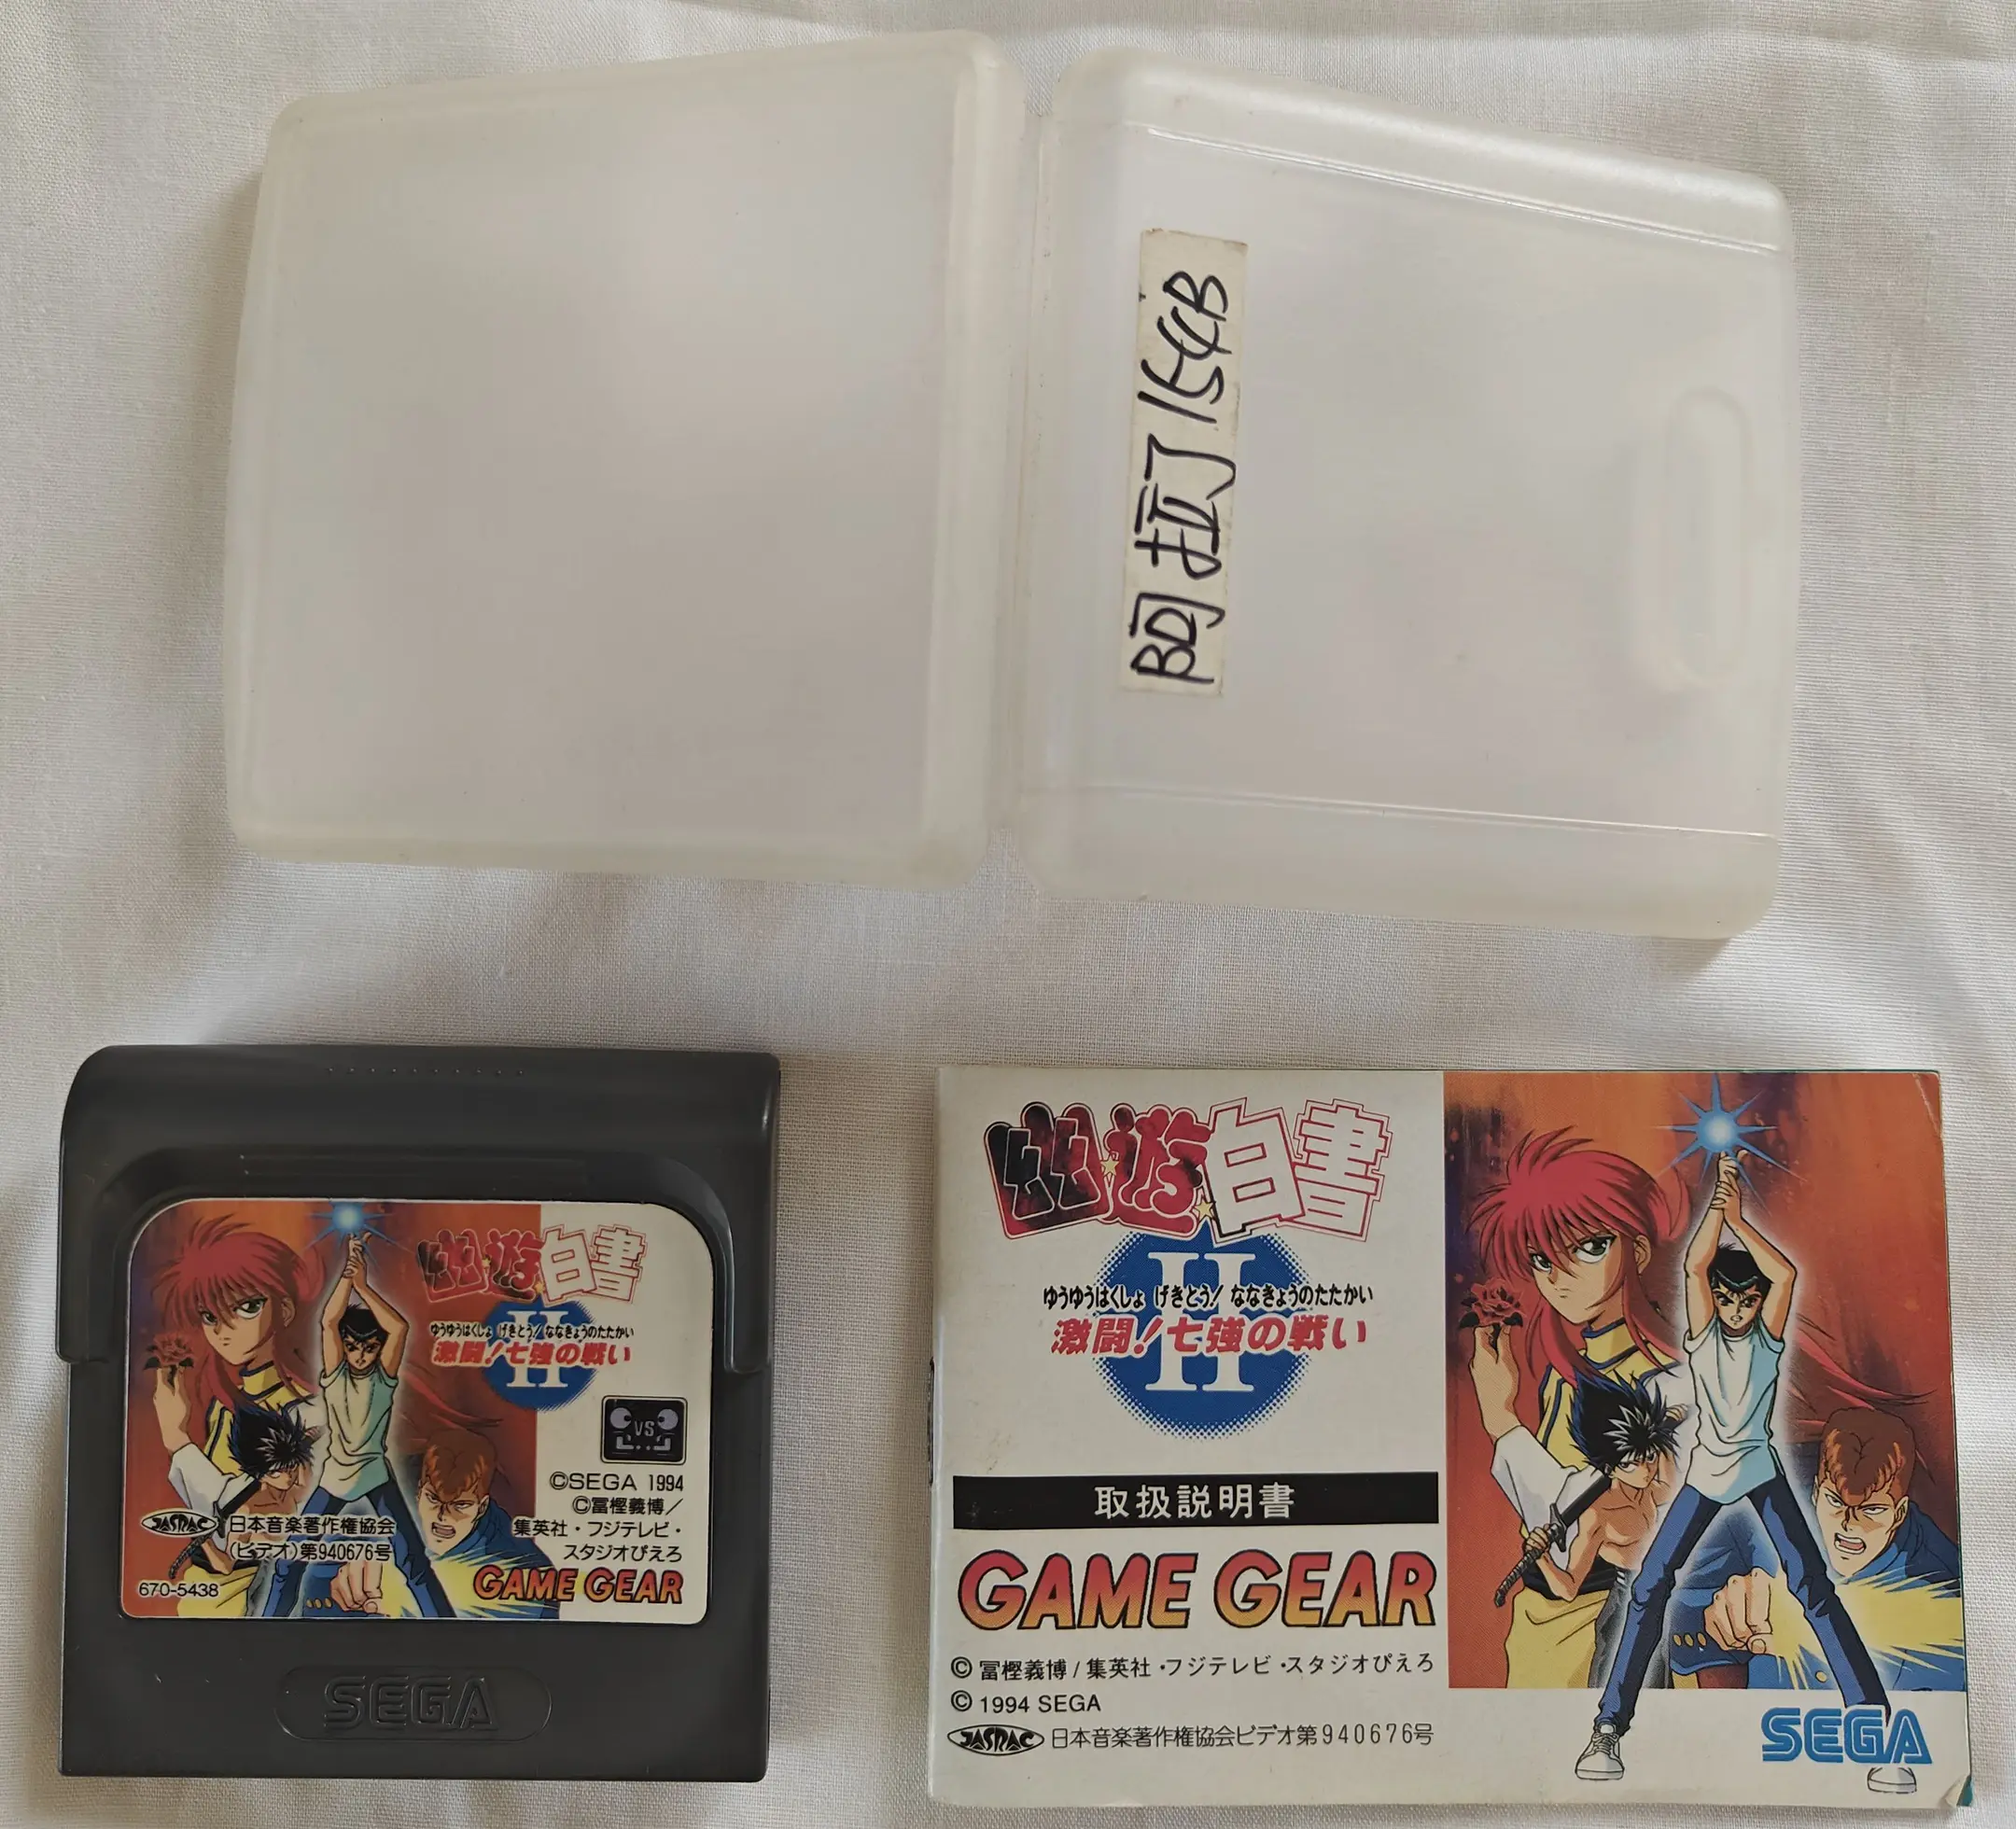 阿拉丁154B
幽遊白書
II
ゆうゆうはくしょ げきとう! ななきょうのたたかい
激闘!七強の戦い
VS
©SEGA 1994
©冨樫義博/
集英社・フジテレビ・
スタジオぴえろ
JASRAC
日本音楽著作権協会
(ビデオ)第940676号
670-5438
GAME GEAR
SEGA
幽遊白書
II
ゆうゆうはくしょ げきとう! ななきょうのたたかい
激闘!七強の戦い
取扱説明書
GAME GEAR
© 冨樫義博/集英社・フジテレビ・スタジオぴえろ
© 1994 SEGA
JASRAC 日本音楽著作権協会ビデオ第940676号
SEGA